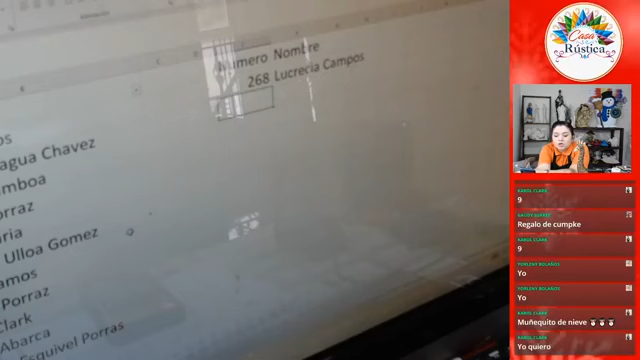 Numero Nombre
268 Lucrecia Campos
agua Chavez
mboa
orraz
Ulloa Gomez
amos
Porraz
Clark
Abarca
Esquivel Porras
Casa
Rústica
KAROL CLARK
9
Regalo de cumpke
KAROL CLARK
9
YORLENY BOLAÑOS
Yo
YORLENY BOLAÑOS
Yo
KAROL CLARK
Muñequito de nieve
KAROL CLARK
Yo quiero